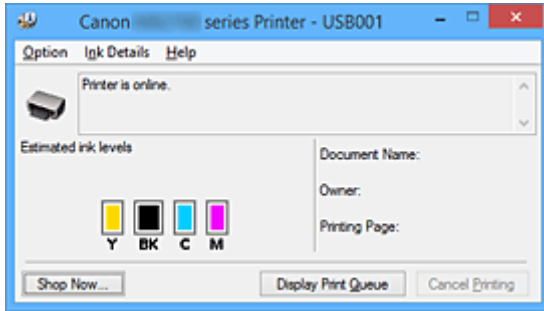 Canon series Printer - USB001
Option Ink Details Help
Printer is online.
Estimated ink levels
Document Name:
Owner:
Printing Page:
Y BK C M
Shop Now... Display Print Queue Cancel Printing